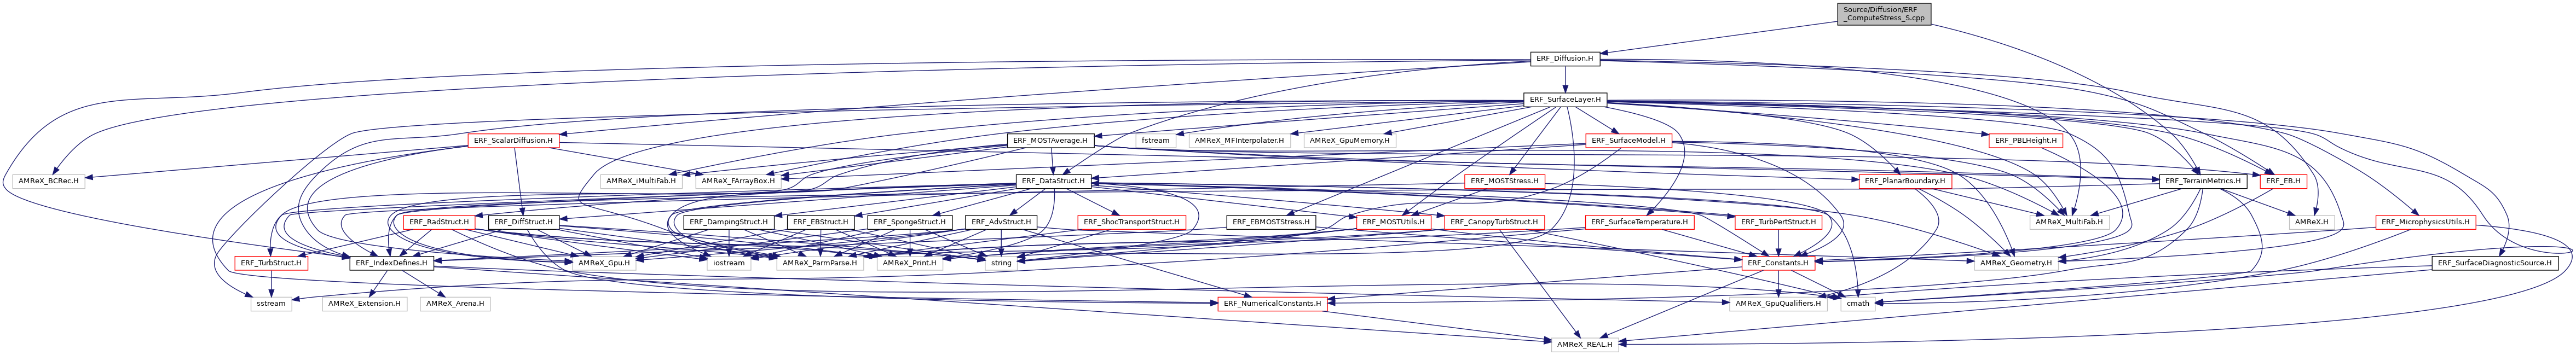 Source/Diffusion/ERF
_ComputeStress_S.cpp
ERF_Diffusion.H
ERF_SurfaceLayer.H
ERF_ScalarDiffusion.H
ERF_MOSTAverage.H
fstream
AMReX_MFInterpolater.H
AMReX_GpuMemory.H
ERF_SurfaceModel.H
ERF_PBLHeight.H
AMReX_BCRec.H
AMReX_iMultiFab.H
AMReX_FArrayBox.H
ERF_DataStruct.H
ERF_MOSTStress.H
ERF_PlanarBoundary.H
ERF_TerrainMetrics.H
ERF_EB.H
ERF_RadStruct.H
ERF_DiffStruct.H
ERF_DampingStruct.H
ERF_EBStruct.H
ERF_SpongeStruct.H
ERF_AdvStruct.H
ERF_ShocTransportStruct.H
ERF_EBMOSTStress.H
ERF_MOSTUtils.H
ERF_CanopyTurbStruct.H
ERF_SurfaceTemperature.H
ERF_TurbPertStruct.H
AMReX_MultiFab.H
AMReX.H
ERF_MicrophysicsUtils.H
ERF_TurbStruct.H
ERF_IndexDefines.H
AMReX_Gpu.H
iostream
AMReX_ParmParse.H
AMReX_Print.H
string
ERF_Constants.H
AMReX_Geometry.H
ERF_SurfaceDiagnosticSource.H
sstream
AMReX_Extension.H
AMReX_Arena.H
ERF_NumericalConstants.H
AMReX_GpuQualifiers.H
cmath
AMReX_REAL.H